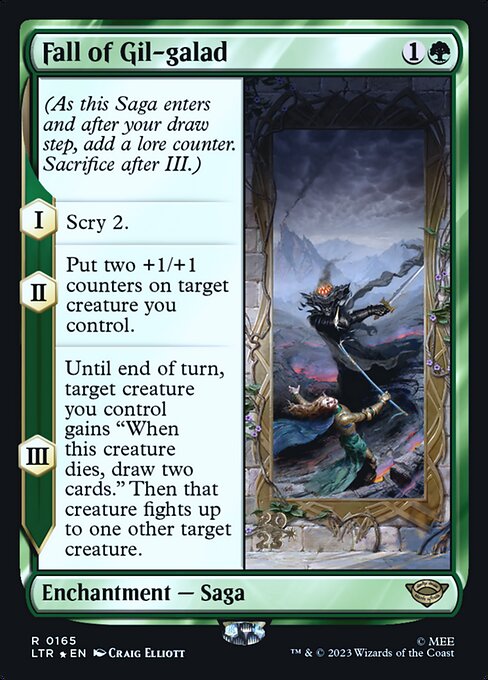 Fall of Gil-galad 1
(As this Saga enters
and after your draw
step, add a lore counter.
Sacrifice after III.)
I Scry 2.
Put two +1/+1
II counters on target
creature you
control.
Until end of turn,
target creature
you control
gains “When
this creature
III dies, draw two
cards.” Then that
creature fights up
to one other target
creature.
Enchantment — Saga
R 0165
LTR ★ EN Craig Elliott
© MEE
™ & © 2023 Wizards of the Coast